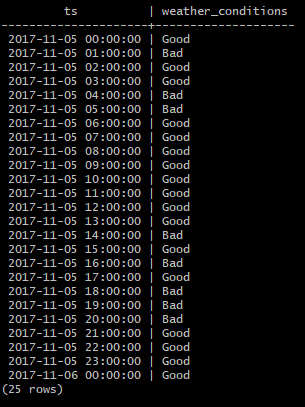 ts | weather_conditions
---------------------+--------------------
2017-11-05 00:00:00 | Good
2017-11-05 01:00:00 | Bad
2017-11-05 02:00:00 | Good
2017-11-05 03:00:00 | Good
2017-11-05 04:00:00 | Bad
2017-11-05 05:00:00 | Bad
2017-11-05 06:00:00 | Good
2017-11-05 07:00:00 | Good
2017-11-05 08:00:00 | Good
2017-11-05 09:00:00 | Good
2017-11-05 10:00:00 | Good
2017-11-05 11:00:00 | Good
2017-11-05 12:00:00 | Good
2017-11-05 13:00:00 | Good
2017-11-05 14:00:00 | Bad
2017-11-05 15:00:00 | Good
2017-11-05 16:00:00 | Bad
2017-11-05 17:00:00 | Good
2017-11-05 18:00:00 | Bad
2017-11-05 19:00:00 | Bad
2017-11-05 20:00:00 | Bad
2017-11-05 21:00:00 | Good
2017-11-05 22:00:00 | Good
2017-11-05 23:00:00 | Good
2017-11-06 00:00:00 | Good
(25 rows)